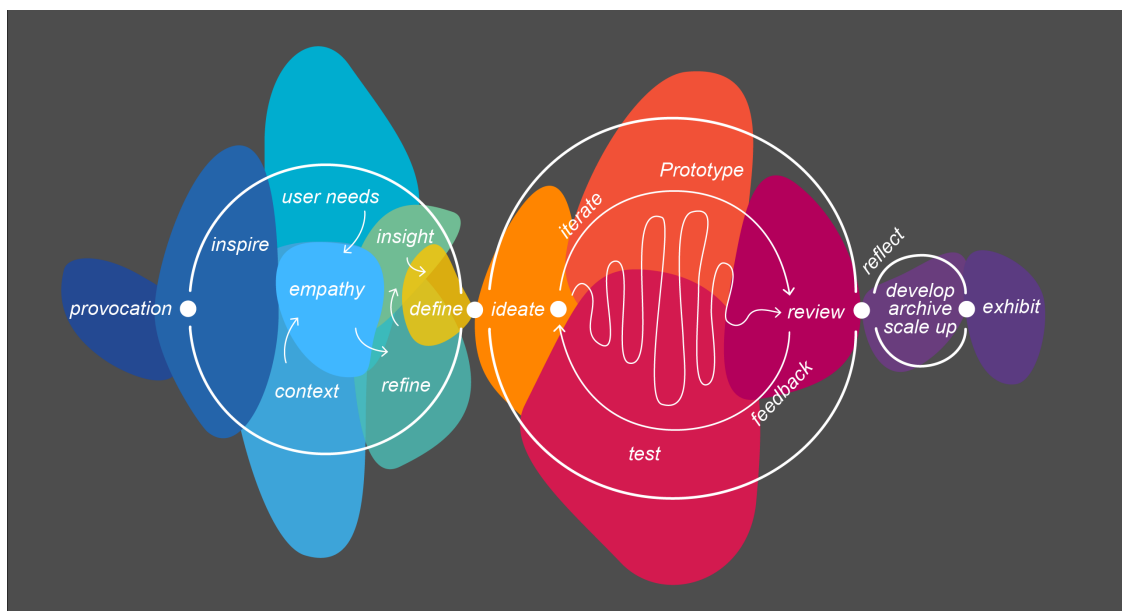 provocation
inspire
user needs
empathy
context
insight
refine
define
ideate
iterate
Prototype
test
review
feedback
reflect
develop
archive
scale up
exhibit